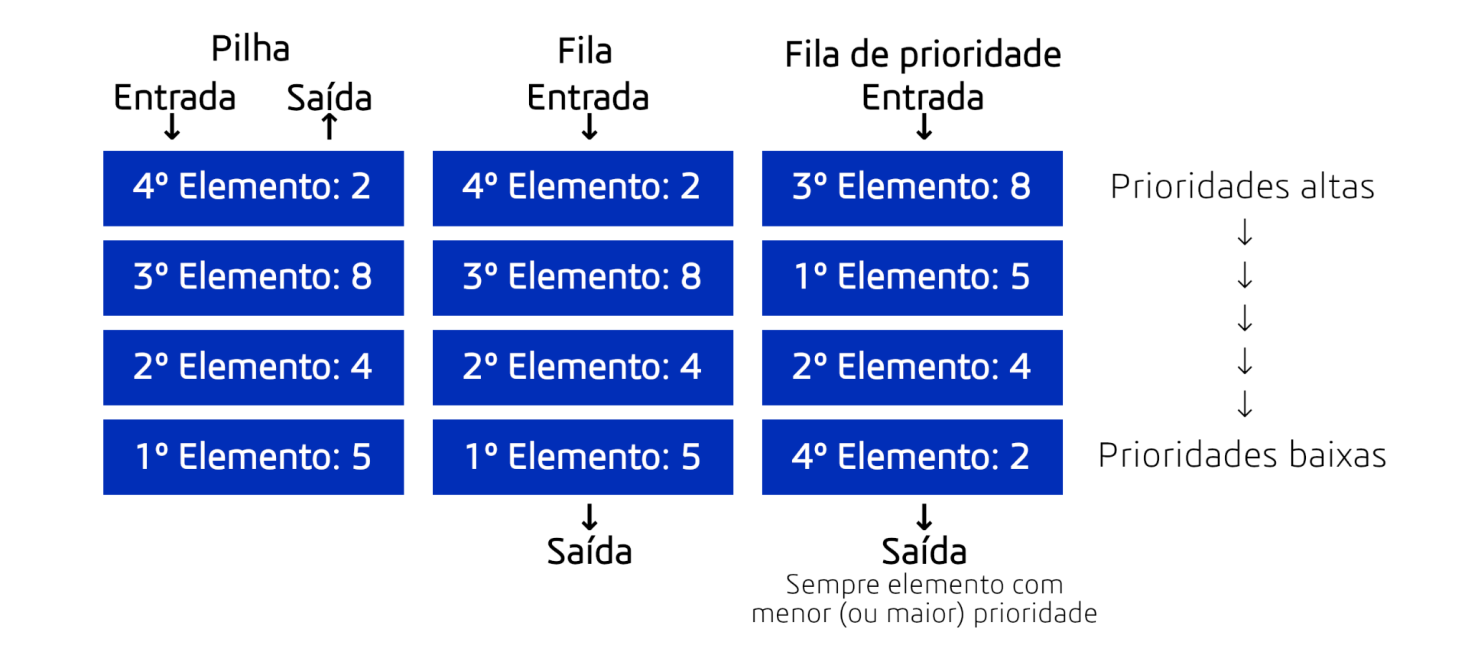 Pilha
Entrada Saída
4º Elemento: 2
3º Elemento: 8
2º Elemento: 4
1º Elemento: 5
Fila
Entrada
4º Elemento: 2
3º Elemento: 8
2º Elemento: 4
1º Elemento: 5
Saída
Fila de prioridade
Entrada
3º Elemento: 8
1º Elemento: 5
2º Elemento: 4
4º Elemento: 2
Saída
Sempre elemento com
menor (ou maior) prioridade
Prioridades altas
Prioridades baixas